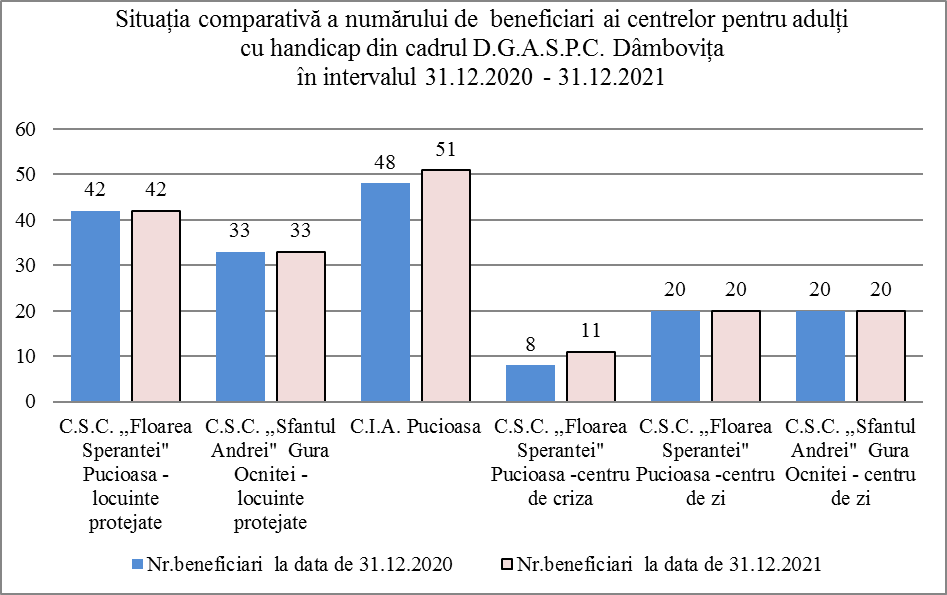 Situația comparativă a numărului de beneficiari ai centrelor pentru adulți
cu handicap din cadrul D.G.A.S.P.C. Dâmbovița
în intervalul 31.12.2020 - 31.12.2021
60
50
40
30
20
10
0
42
42
33
33
48
51
8
11
20
20
20
20
C.S.C. ,,Floarea
Sperantei"
Pucioasa -
locuinte
protejate
C.S.C. ,,Sfantul
Andrei" Gura
Ocnitei -
locuinte
protejate
C.I.A. Pucioasa
C.S.C. ,,Floarea
Sperantei"
Pucioasa -centru
de criza
C.S.C. ,,Floarea
Sperantei"
Pucioasa -centru
de zi
C.S.C. ,,Sfantul
Andrei" Gura
Ocnitei - centru
de zi
Nr.beneficiari la data de 31.12.2020
Nr.beneficiari la data de 31.12.2021